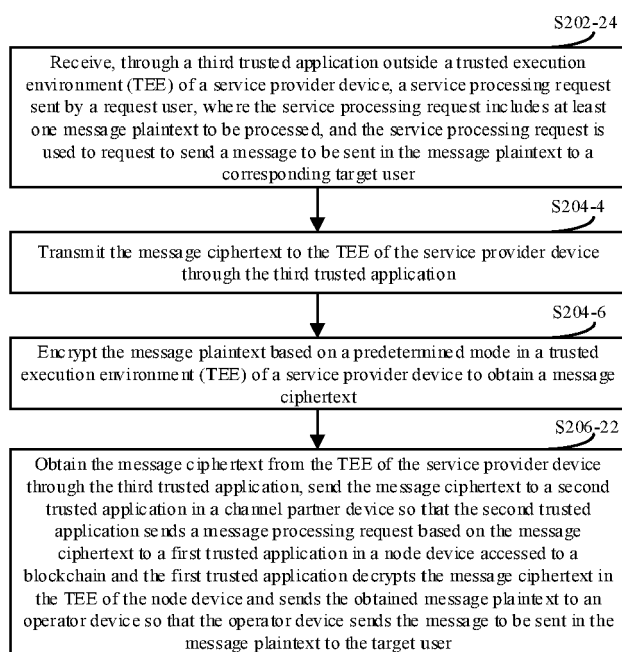 S202-24
Receive, through a third trusted application outside a trusted execution
environment (TEE) of a service provider device, a service processing request
sent by a request user, where the service processing request includes at least
one message plaintext to be processed, and the service processing request is
used to request to send a message to be sent in the message plaintext to a
corresponding target user
S204-4
Transmit the message ciphertext to the TEE of the service provider device
through the third trusted application
S204-6
Encrypt the message plaintext based on a predetermined mode in a trusted
execution environment (TEE) of a service provider device to obtain a message
ciphertext
S206-22
Obtain the message ciphertext from the TEE of the service provider device
through the third trusted application, send the message ciphertext to a second
trusted application in a channel partner device so that the second trusted
application sends a message processing request based on the message
ciphertext to a first trusted application in a node device accessed to a
blockchain and the first trusted application decrypts the message ciphertext in
the TEE of the node device and sends the obtained message plaintext to an
operator device so that the operator device sends the message to be sent in the
message plaintext to the target user